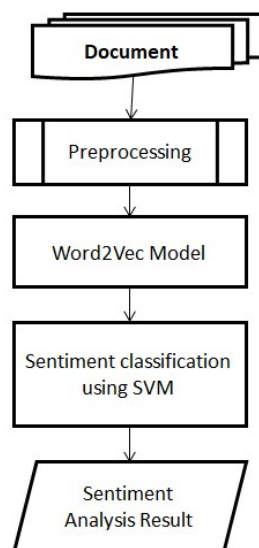 Document
Preprocessing
Word2Vec Model
Sentiment classification
using SVM
Sentiment
Analysis Result